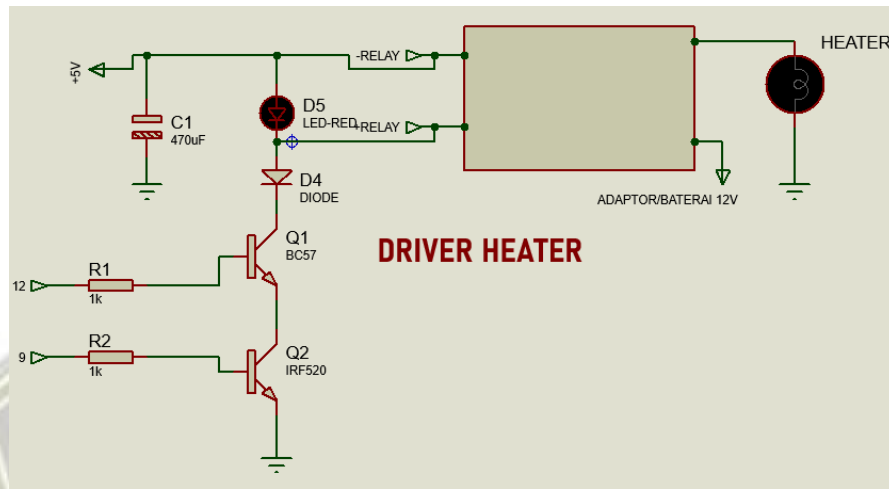 -RELAY
HEATER
+5V
D5
LED-RED
+RELAY
C1
470uF
D4
DIODE
ADAPTOR/BATERAI 12V
Q1
BC57
DRIVER HEATER
R1
12
1k
R2
9
1k
Q2
IRF520